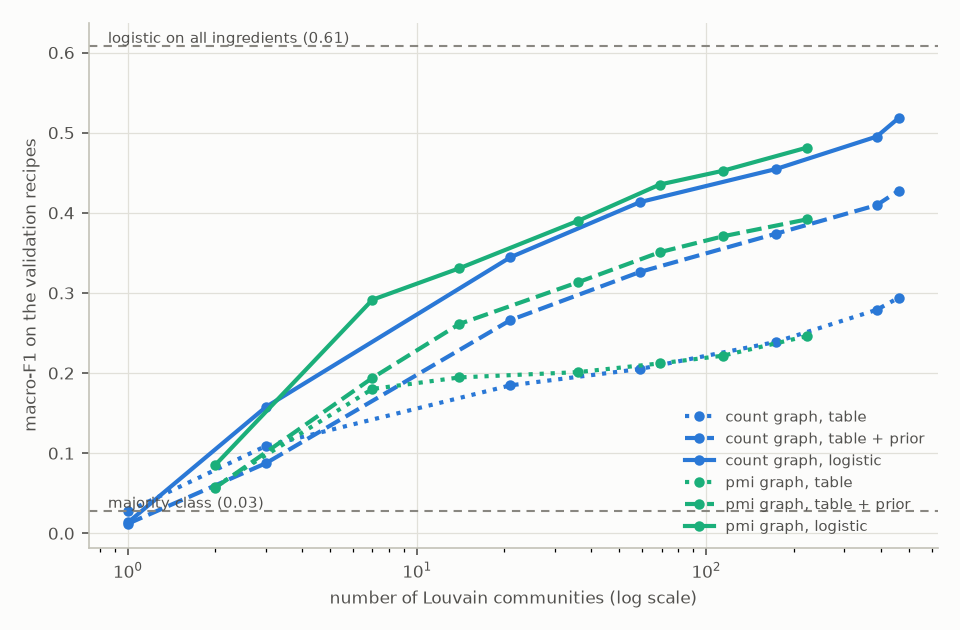 logistic on all ingredients (0.61)
0.6
0.5
0.4
0.3
0.2
0.1
0.0
macro-F1 on the validation recipes
majority class (0.03)
count graph, table
count graph, table + prior
count graph, logistic
pmi graph, table
pmi graph, table + prior
pmi graph, logistic
10⁰ 10¹ 10²
number of Louvain communities (log scale)